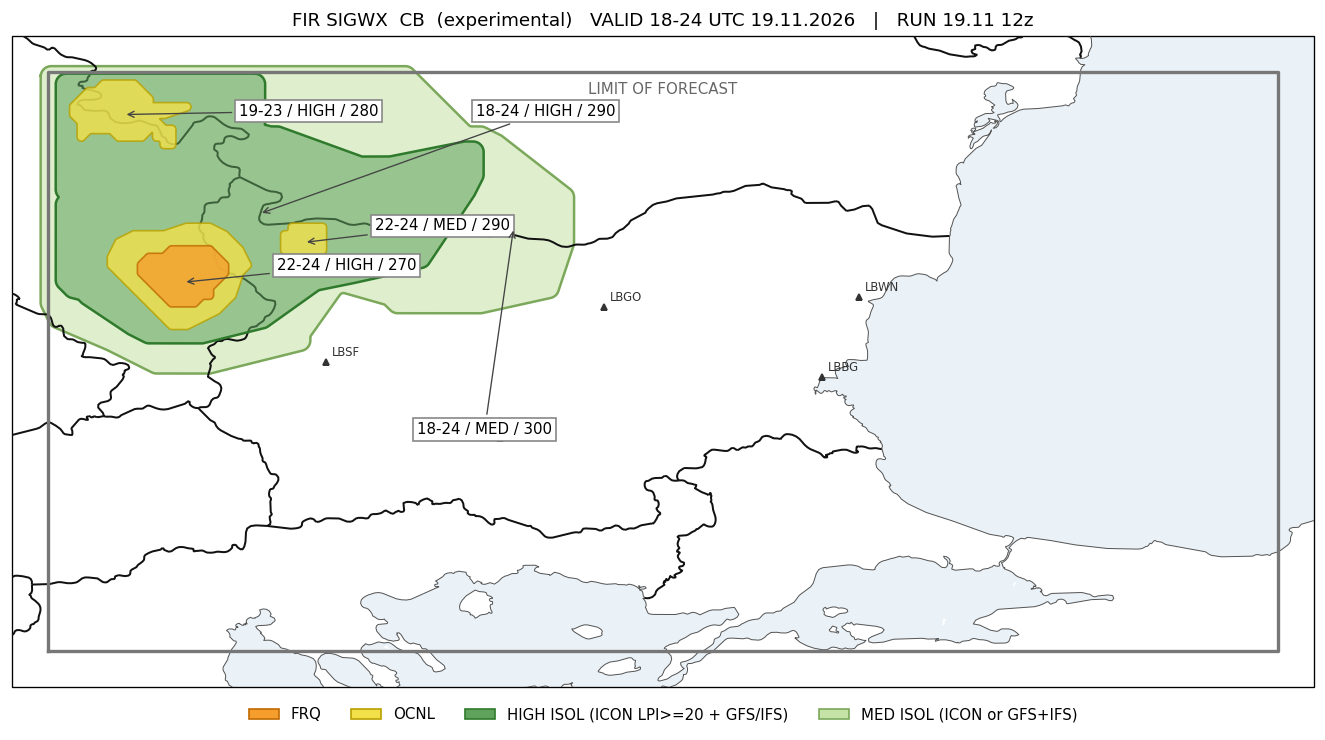 FIR SIGWX  CB  (experimental)   VALID 18-24 UTC 19.11.2026   |   RUN 19.11 12z
LIMIT OF FORECAST
19-23 / HIGH / 280
18-24 / HIGH / 290
22-24 / MED / 290
22-24 / HIGH / 270
LBWN
LBGO
LBSF
LBBG
18-24 / MED / 300
FRQ
OCNL
HIGH ISOL (ICON LPI>=20 + GFS/IFS)
MED ISOL (ICON or GFS+IFS)